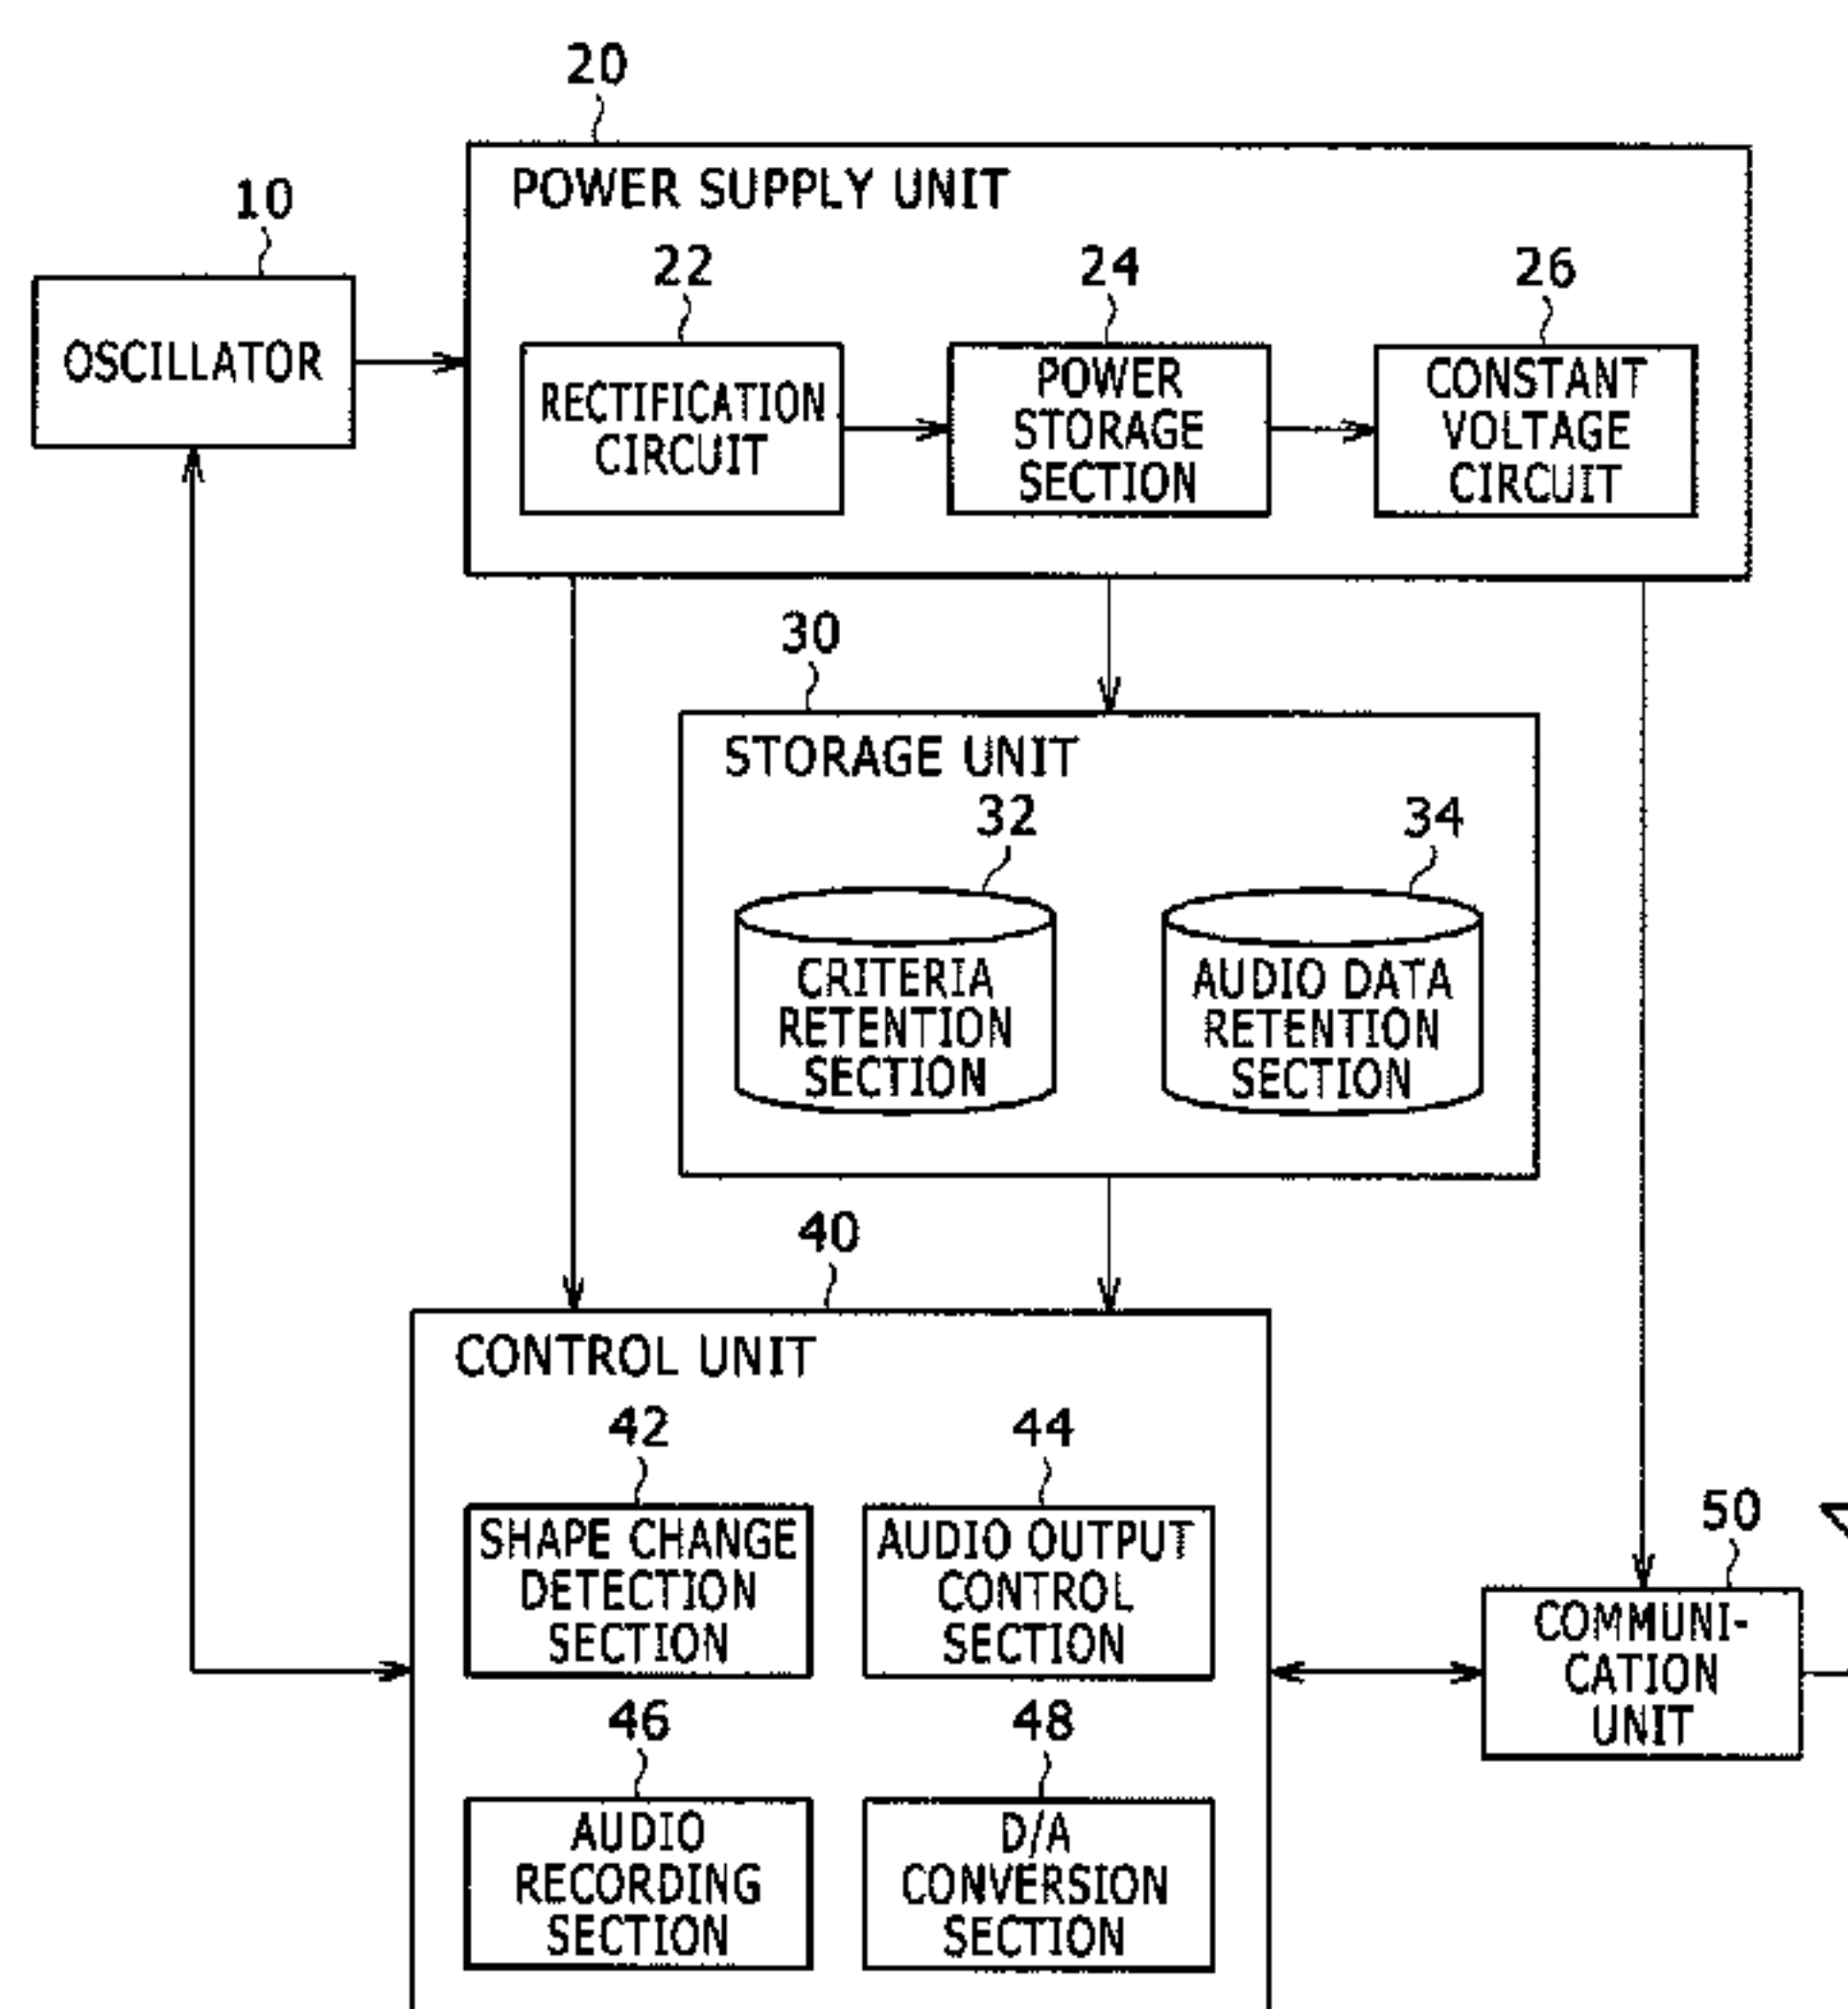 20
POWER SUPPLY UNIT
10
OSCILLATOR
22
RECTIFICATION
CIRCUIT
24
POWER
STORAGE
SECTION
26
CONSTANT
VOLTAGE
CIRCUIT
30
STORAGE UNIT
32
CRITERIA
RETENTION
SECTION
34
AUDIO DATA
RETENTION
SECTION
40
CONTROL UNIT
42
SHAPE CHANGE
DETECTION
SECTION
44
AUDIO OUTPUT
CONTROL
SECTION
46
AUDIO
RECORDING
SECTION
48
D/A
CONVERSION
SECTION
50
COMMUNI-
CATION
UNIT